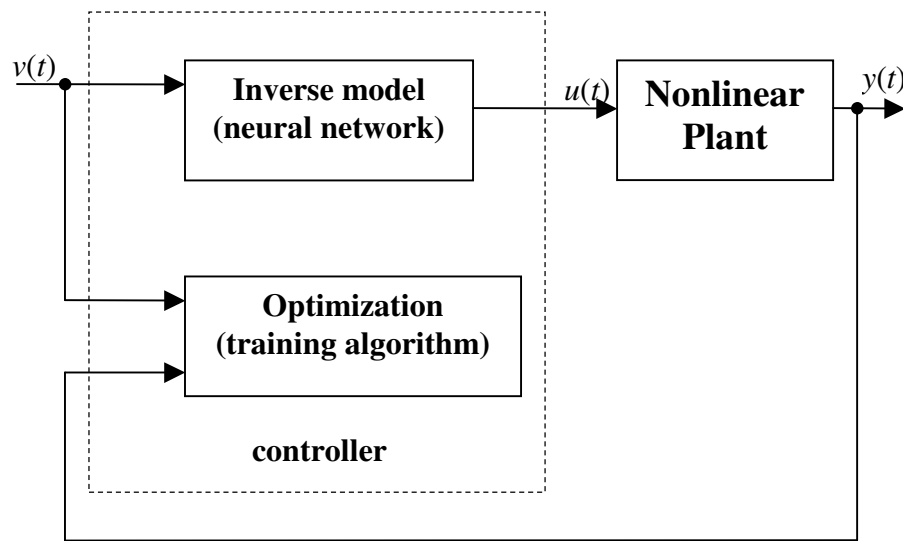 v(t)
Inverse model
(neural network)
u(t)
Nonlinear
Plant
y(t)
Optimization
(training algorithm)
controller